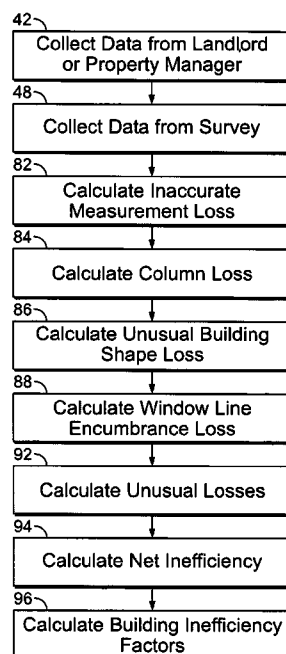 42
Collect Data from Landlord
or Property Manager
48
Collect Data from Survey
82
Calculate Inaccurate
Measurement Loss
84
Calculate Column Loss
86
Calculate Unusual Building
Shape Loss
88
Calculate Window Line
Encumbrance Loss
92
Calculate Unusual Losses
94
Calculate Net Inefficiency
96
Calculate Building Inefficiency
Factors